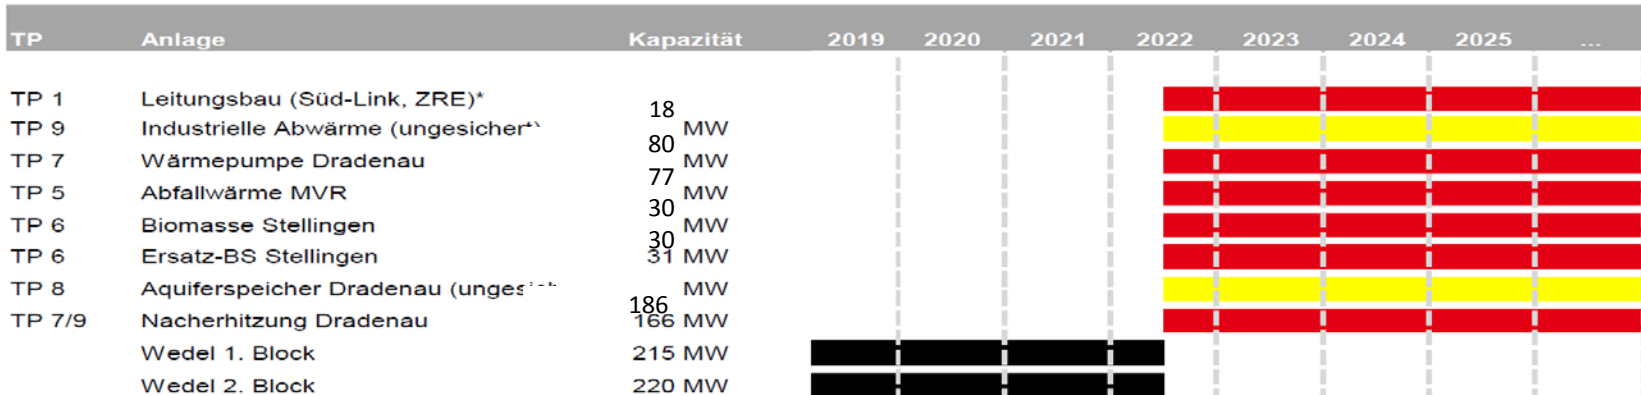 TP Anlage Kapazität 2019 2020 2021 2022 2023 2024 2025 ...
TP 1 Leitungsbau (Süd-Link, ZRE)*
18
TP 9 Industrielle Abwärme (ungesichert) MW
80
TP 7 Wärmepumpe Dradenau MW
77
TP 5 Abfallwärme MVR MW
30
TP 6 Biomasse Stellingen MW
30
TP 6 Ersatz-BS Stellingen 31 MW
TP 8 Aquiferspeicher Dradenau MW
186
TP 7/9 Nacherhitzung Dradenau 166 MW
Wedel 1. Block 215 MW
Wedel 2. Block 220 MW